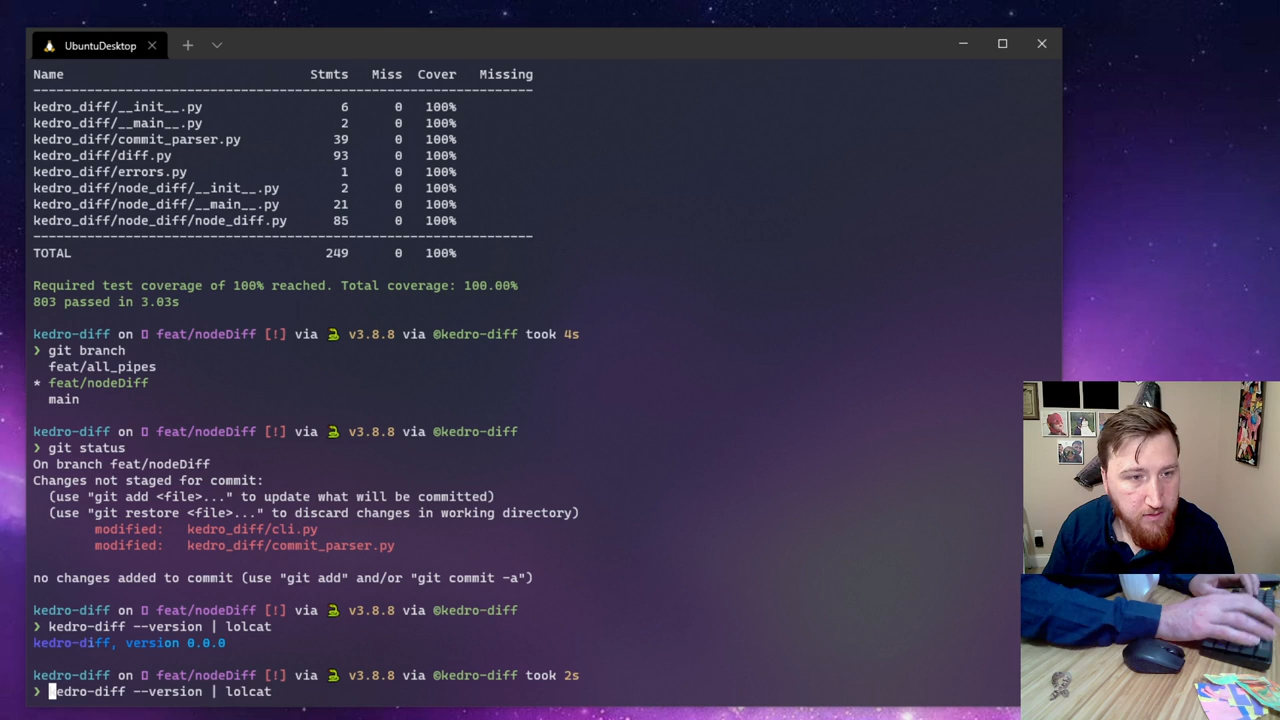 UbuntuDesktop
Name Stmts Miss Cover Missing
---------------------------------------------------------------
kedro_diff/__init__.py 6 0 100%
kedro_diff/__main__.py 2 0 100%
kedro_diff/commit_parser.py 39 0 100%
kedro_diff/diff.py 93 0 100%
kedro_diff/errors.py 1 0 100%
kedro_diff/node_diff/__init__.py 2 0 100%
kedro_diff/node_diff/__main__.py 21 0 100%
kedro_diff/node_diff/node_diff.py 85 0 100%
---------------------------------------------------------------
TOTAL 249 0 100%
Required test coverage of 100% reached. Total coverage: 100.00%
803 passed in 3.03s
kedro-diff on feat/nodeDiff [!] via 🐍 v3.8.8 via ©kedro-diff took 4s
❯ git branch
feat/all_pipes
* feat/nodeDiff
main
kedro-diff on feat/nodeDiff [!] via 🐍 v3.8.8 via ©kedro-diff
❯ git status
On branch feat/nodeDiff
Changes not staged for commit:
(use "git add <file>..." to update what will be committed)
(use "git restore <file>..." to discard changes in working directory)
modified: kedro_diff/cli.py
modified: kedro_diff/commit_parser.py
no changes added to commit (use "git add" and/or "git commit -a")
kedro-diff on feat/nodeDiff [!] via 🐍 v3.8.8 via ©kedro-diff
❯ kedro-diff --version | lolcat
kedro-diff, version 0.0.0
kedro-diff on feat/nodeDiff [!] via 🐍 v3.8.8 via ©kedro-diff took 2s
❯ kedro-diff --version | lolcat